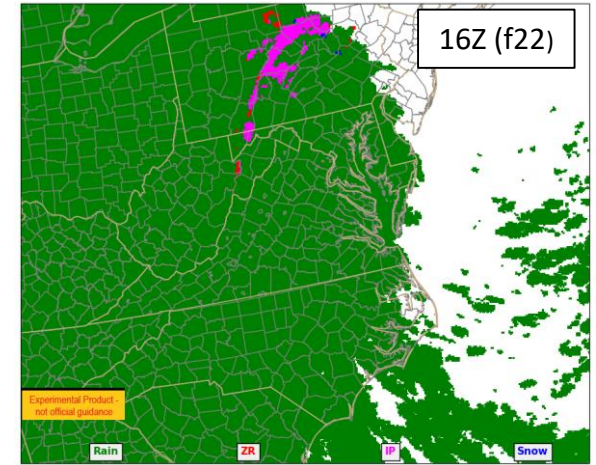 16Z (f22)
Experimental Product -
not official guidance
Rain ZR IP Snow